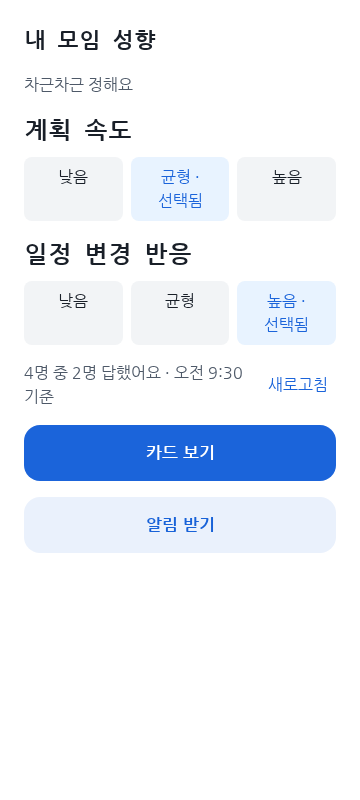 내 모임 성향
차근차근 정해요
계획 속도
낮음
균형 ·
선택됨
높음
일정 변경 반응
낮음
균형
높음 ·
선택됨
4명 중 2명 답했어요 · 오전 9:30
기준
새로고침
카드 보기
알림 받기